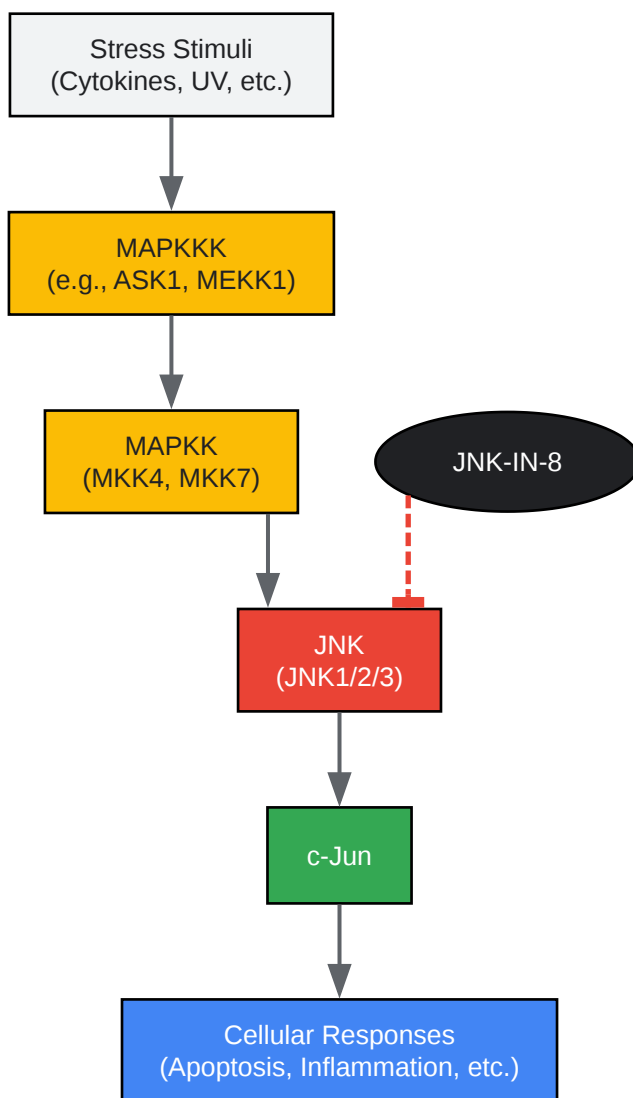 Stress Stimuli
(Cytokines, UV, etc.)
MAPKKK
(e.g., ASK1, MEKK1)
MAPKK
(MKK4, MKK7)
JNK-IN-8
JNK
(JNK1/2/3)
c-Jun
Cellular Responses
(Apoptosis, Inflammation, etc.)